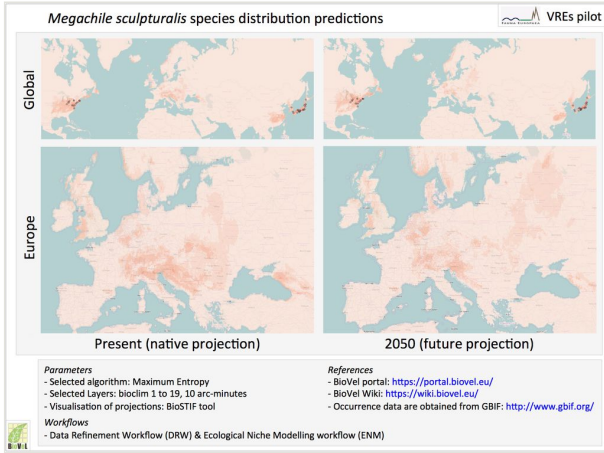 Megachile sculpturalis species distribution predictions
VREs pilot
Global
Europe
Present (native projection)
2050 (future projection)
Parameters
- Selected algorithm: Maximum Entropy
- Selected Layers: bioclim 1 to 19, 10 arc-minutes
- Visualisation of projections: BioSTIF tool
Workflows
- Data Refinement Workflow (DRW) & Ecological Niche Modelling workflow (ENM)
References
- BioVel portal: https://portal.biovel.eu/
- BioVel Wiki: https://wiki.biovel.eu/
- Occurrence data are obtained from GBIF: http://www.gbif.org/
BioVeL